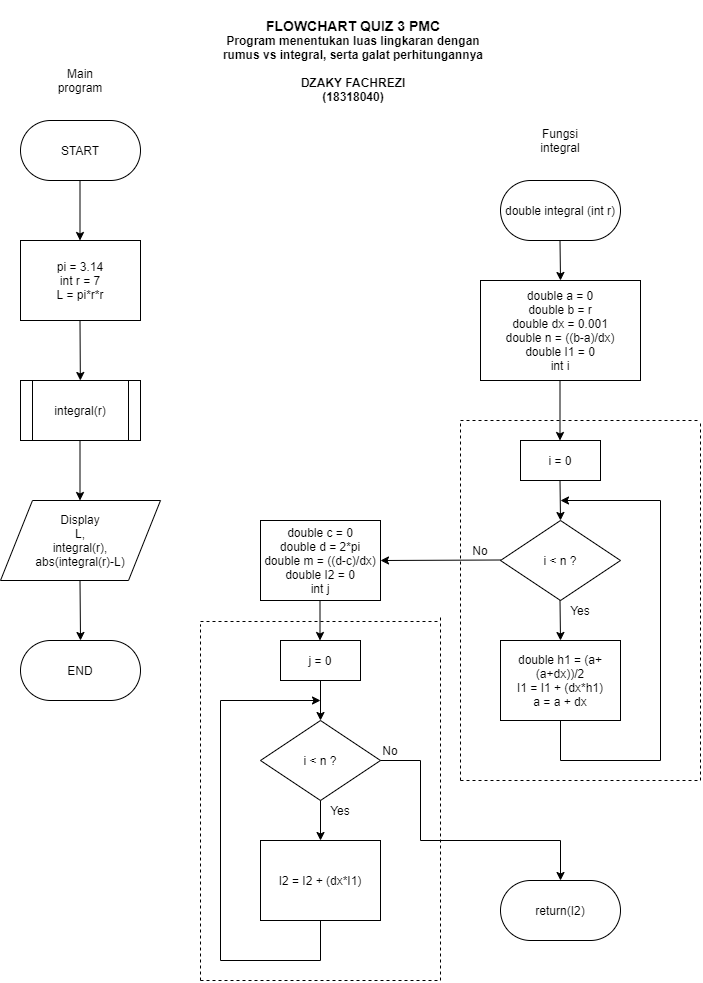 FLOWCHART QUIZ 3 PMC
Program menentukan luas lingkaran dengan
rumus vs integral, serta galat perhitungannya
DZAKY FACHREZI
(18318040)
Main
program
START
pi = 3.14
int r = 7
L = pi*r*r
integral(r)
Display
L,
integral(r),
abs(integral(r)-L)
END
Fungsi
integral
double integral (int r)
double a = 0
double b = r
double dx = 0.001
double n = ((b-a)/dx)
double I1 = 0
int i
i = 0
i < n ?
No
Yes
double h1 = (a+
(a+dx))/2
I1 = I1 + (dx*h1)
a = a + dx
double c = 0
double d = 2*pi
double m = ((d-c)/dx)
double I2 = 0
int j
j = 0
i < n ?
No
Yes
I2 = I2 + (dx*I1)
return(I2)